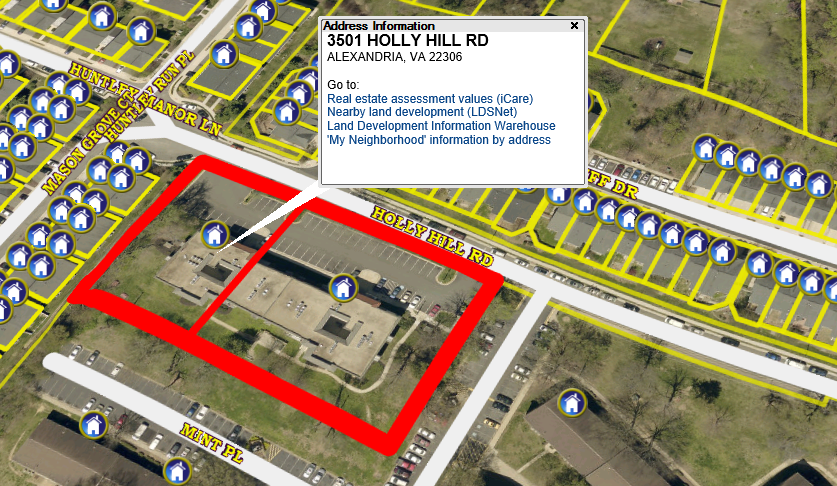 Address Information
3501 HOLLY HILL RD
ALEXANDRIA, VA 22306
Go to:
Real estate assessment values (iCare)
Nearby land development (LDSNet)
Land Development Information Warehouse
'My Neighborhood' information by address
HUNTLEY MANOR LN
HUNTLEY RUN PL
MASON GROVE CT
FF DR
HOLLY HILL RD
MINT PL